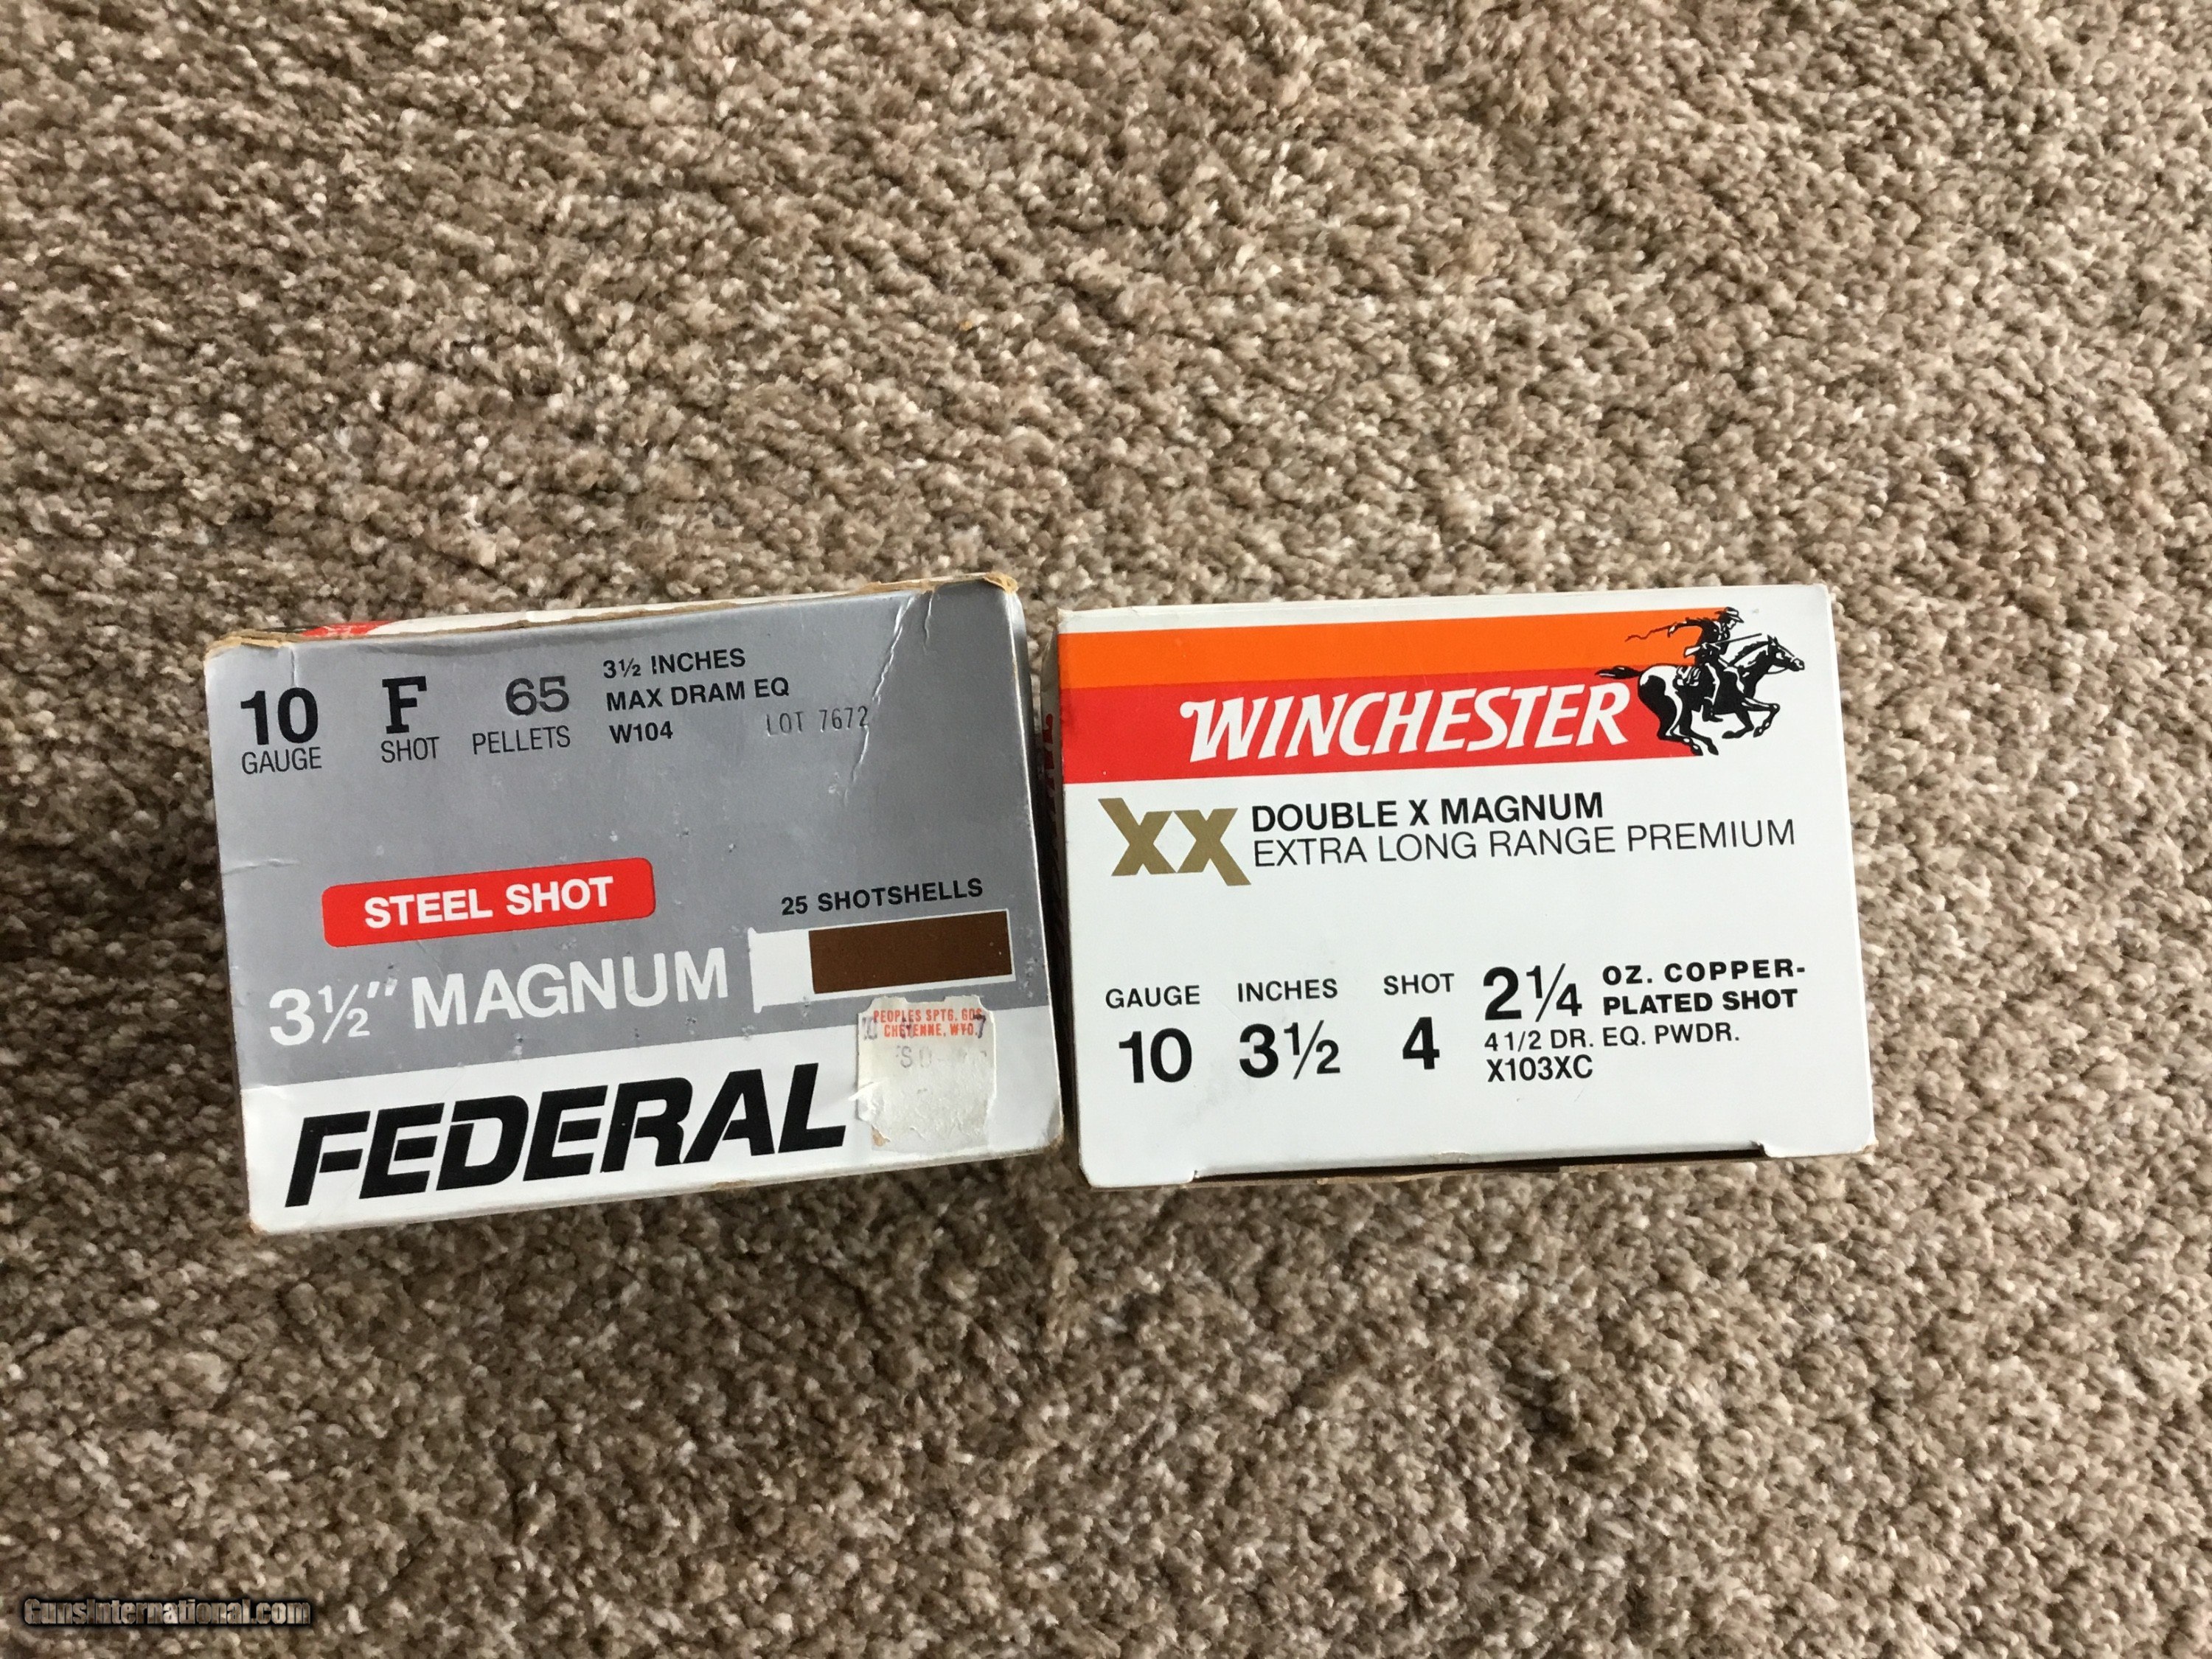 10 GAUGE
F SHOT
65 PELLETS
3½ INCHES
MAX DRAM EQ
W104
LOT 7672
STEEL SHOT
25 SHOTSHELLS
3½" MAGNUM
PEOPLES SPTG. GDS
CHEYENNE, WYO.
FEDERAL
WINCHESTER
XX
DOUBLE X MAGNUM
EXTRA LONG RANGE PREMIUM
GAUGE 10
INCHES 3½
SHOT 4
2¼ OZ. COPPER-
PLATED SHOT
4 1/2 DR. EQ. PWDR.
X103XC
GunsInternational.com